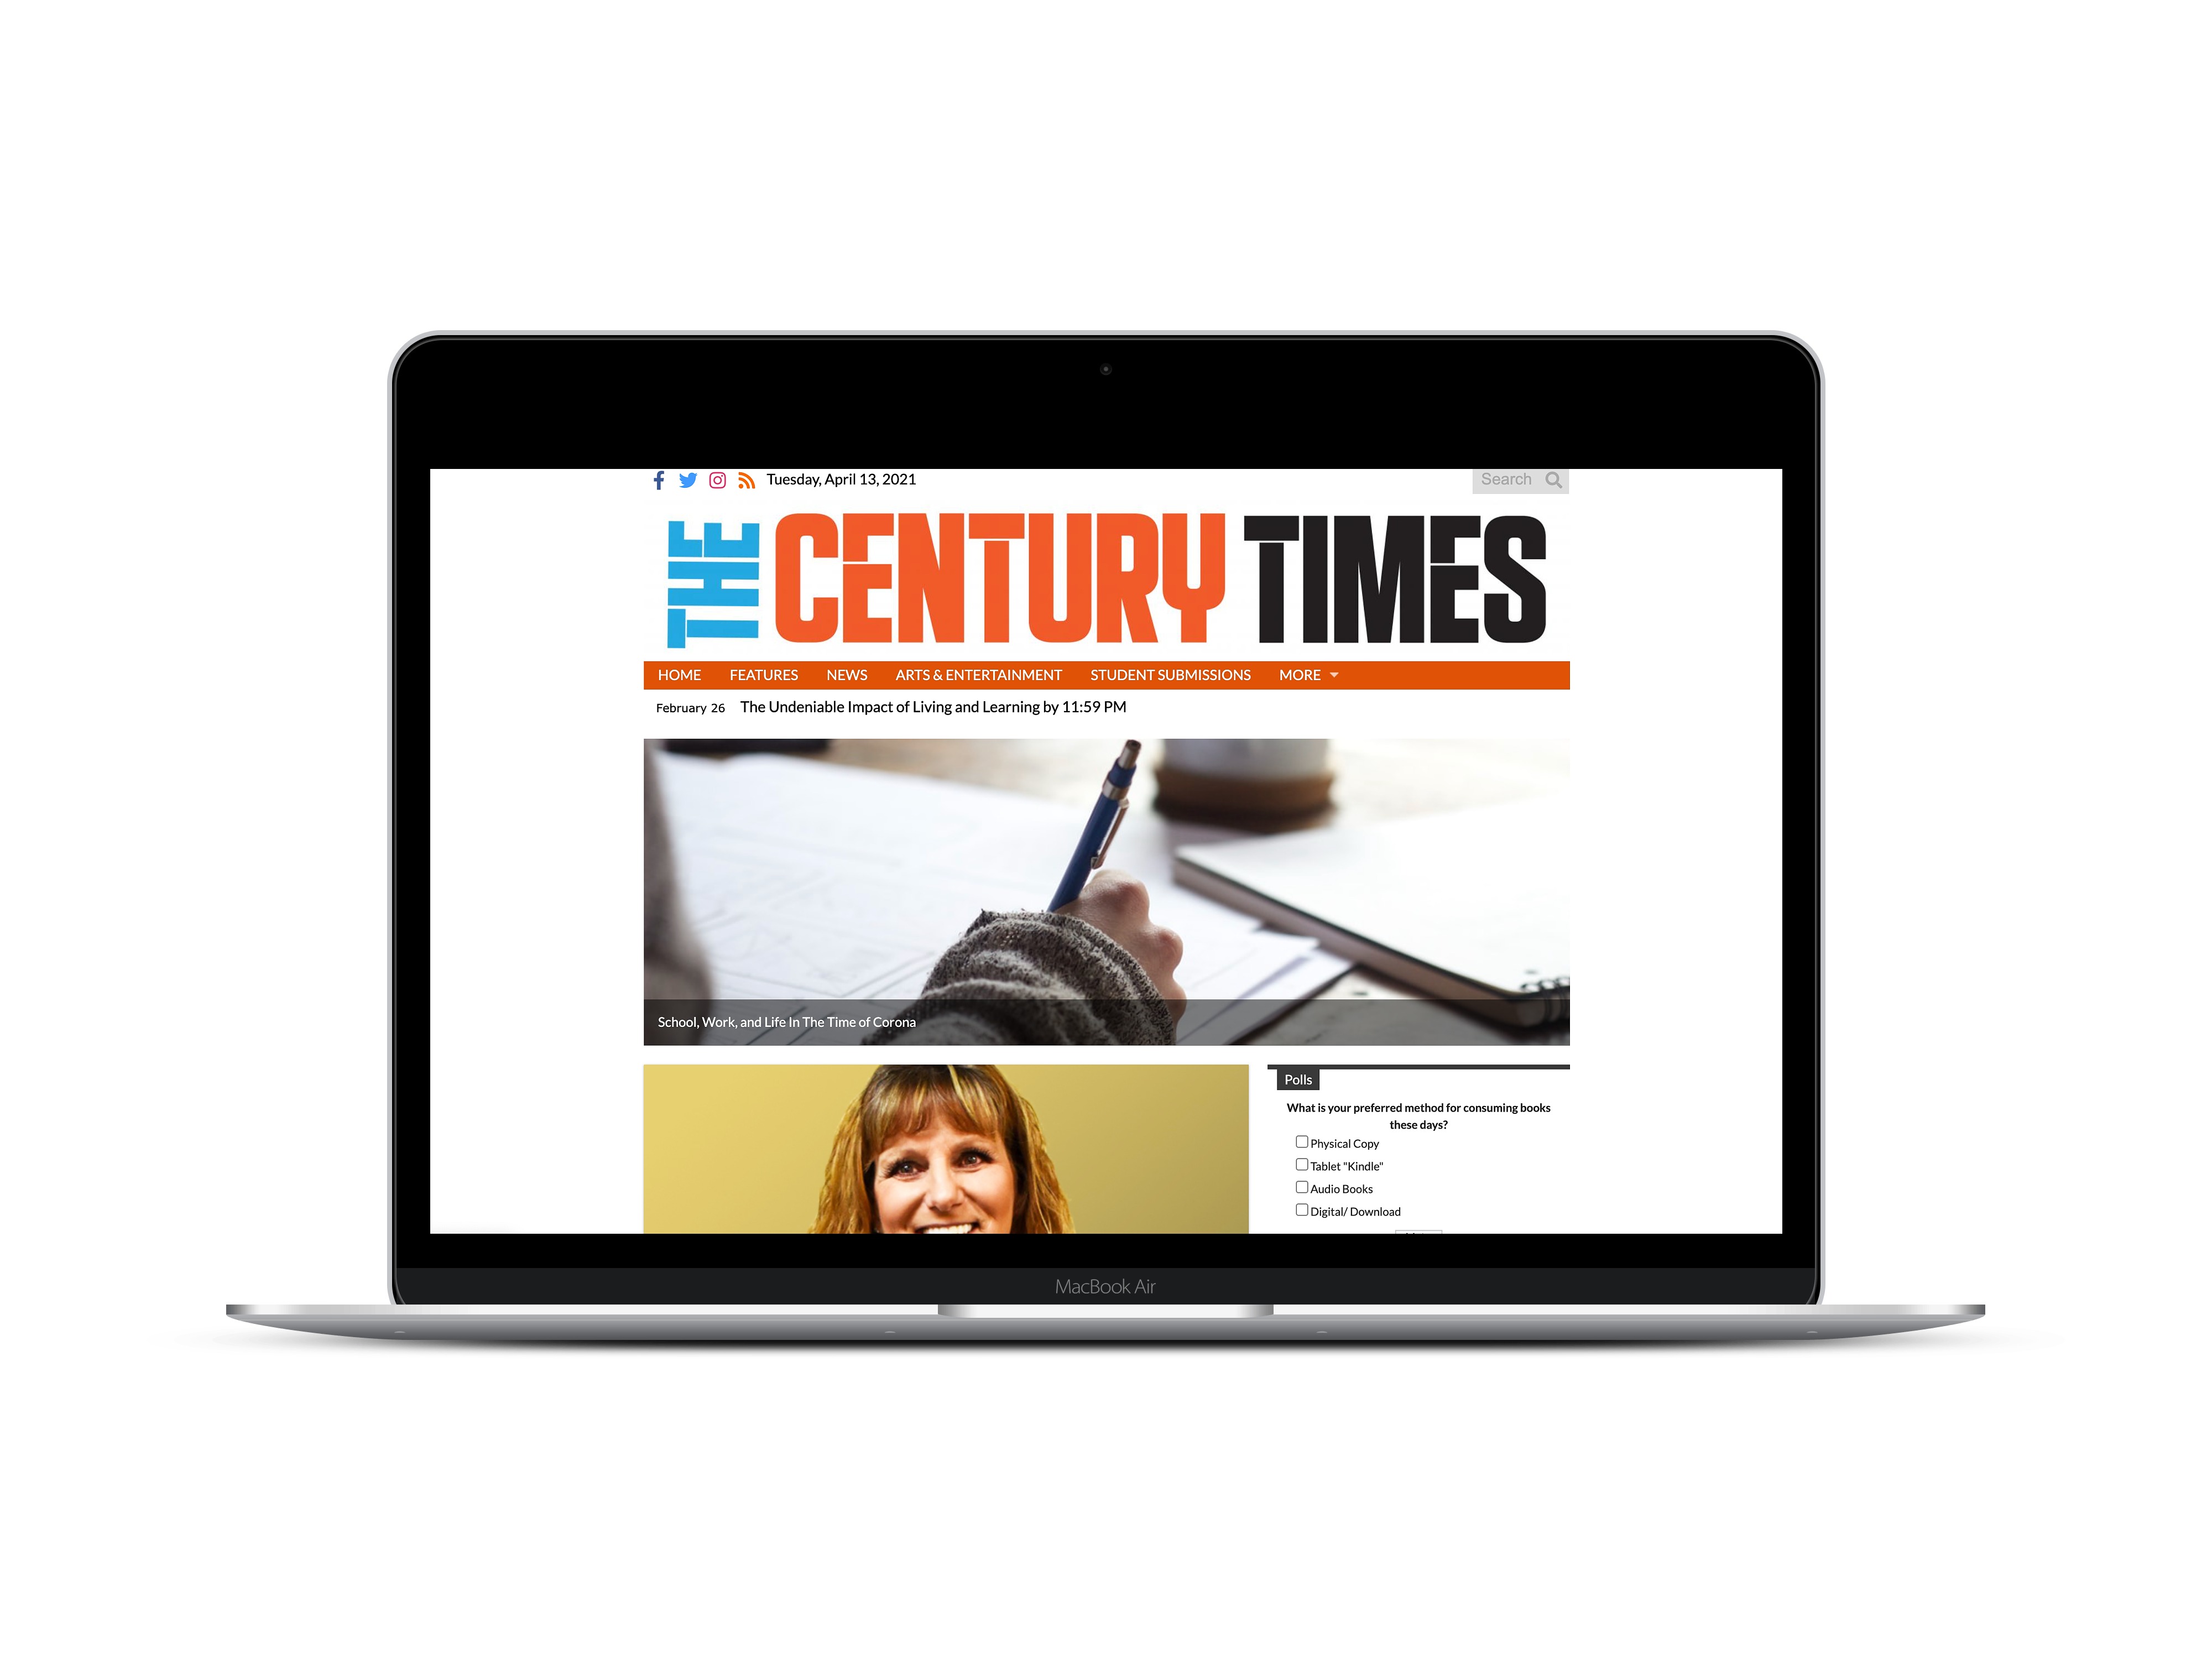 Tuesday, April 13, 2021
Search
THE CENTURY TIMES
HOME FEATURES NEWS ARTS & ENTERTAINMENT STUDENT SUBMISSIONS MORE
February 26 The Undeniable Impact of Living and Learning by 11:59 PM
School, Work, and Life In The Time of Corona
Polls
What is your preferred method for consuming books
these days?
Physical Copy
Tablet "Kindle"
Audio Books
Digital/ Download
MacBook Air